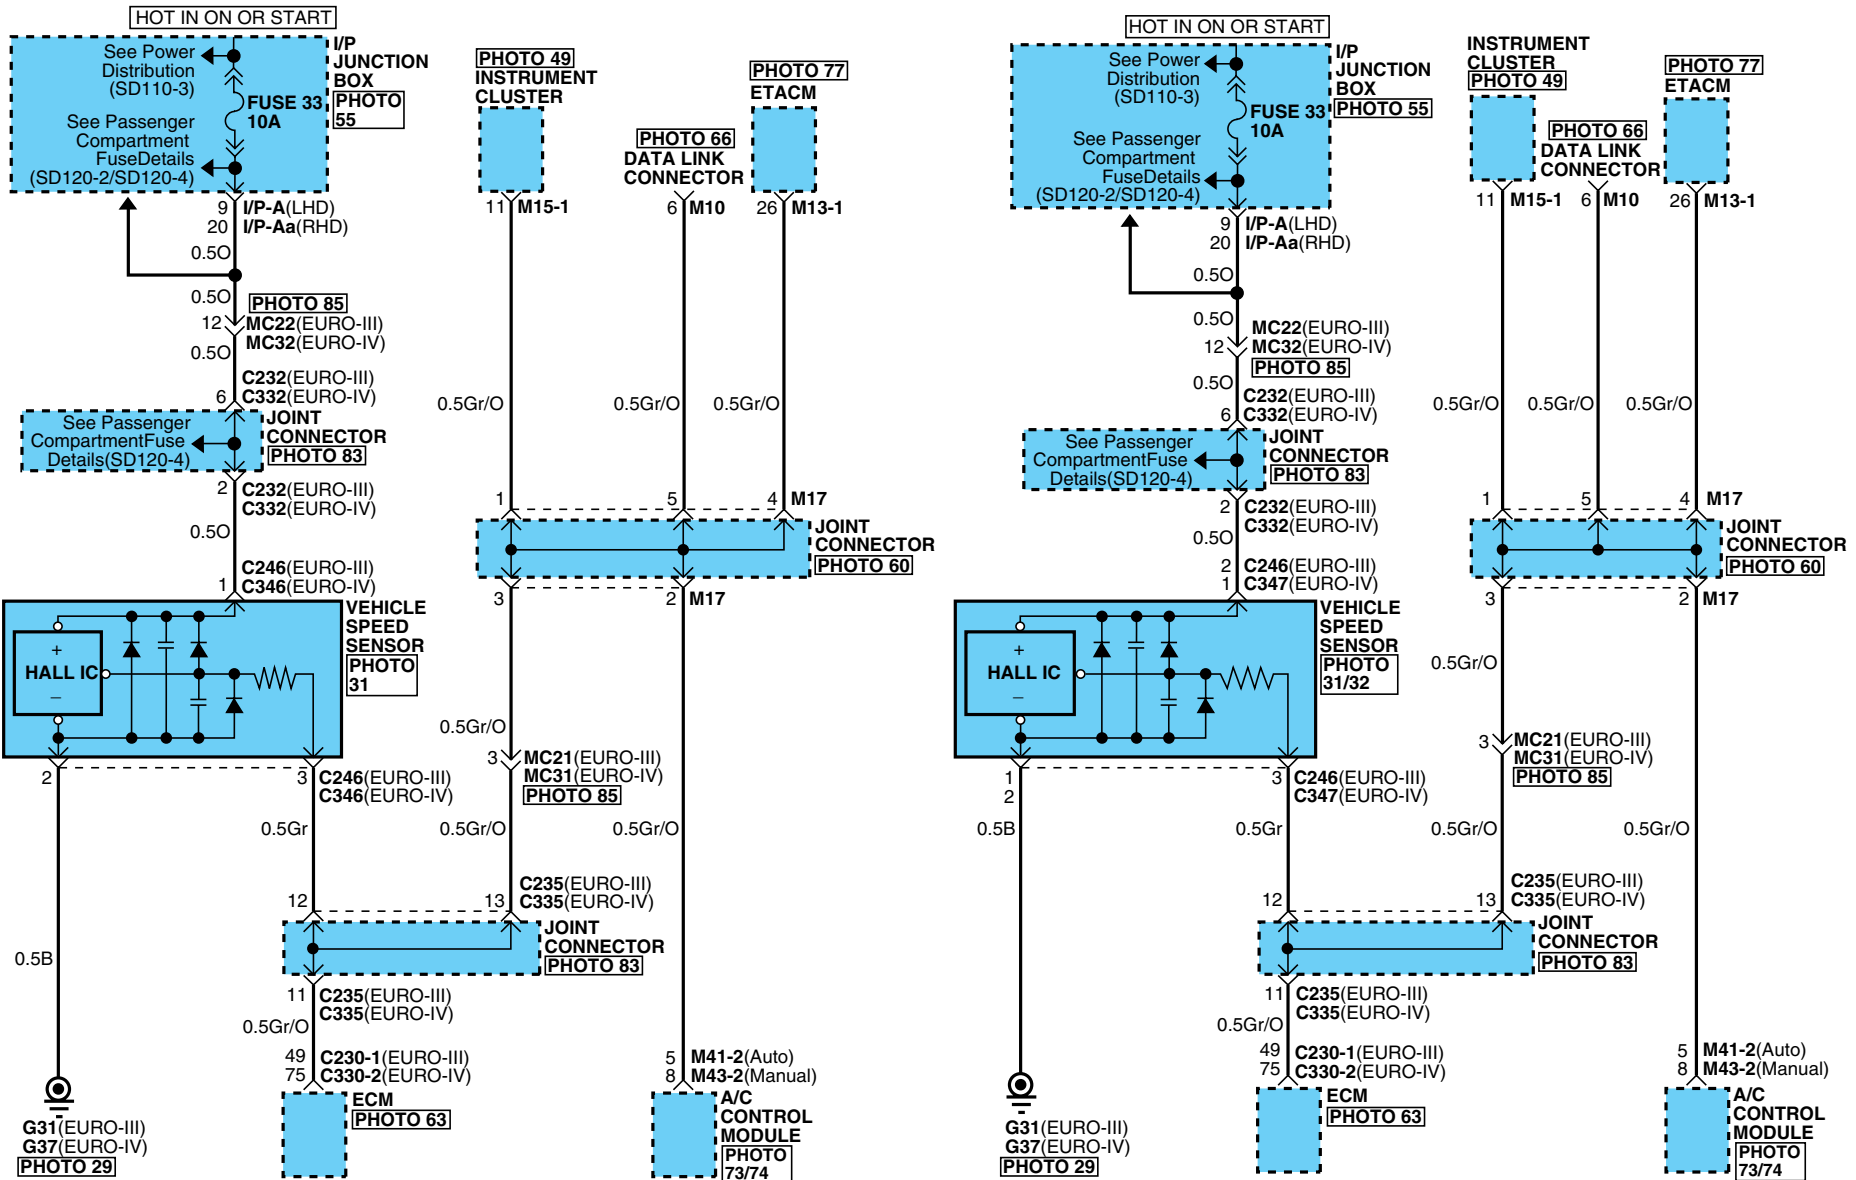 HOT IN ON OR START
See Power
Distribution
(SD110-3)
FUSE 33
10A
See Passenger
Compartment
FuseDetails
(SD120-2/SD120-4)
I/P
JUNCTION
BOX
PHOTO
55
9 I/P-A(LHD)
20 I/P-Aa(RHD)
0.5O
0.5O
PHOTO 85
12 MC22(EURO-III)
MC32(EURO-IV)
0.5O
C232(EURO-III)
6 C332(EURO-IV)
See Passenger
CompartmentFuse
Details(SD120-4)
JOINT
CONNECTOR
PHOTO 83
2 C232(EURO-III)
C332(EURO-IV)
0.5O
C246(EURO-III)
1 C346(EURO-IV)
+
HALL IC
–
VEHICLE
SPEED
SENSOR
PHOTO
31
2
3 C246(EURO-III)
C346(EURO-IV)
0.5Gr
0.5B
12
13
C235(EURO-III)
C335(EURO-IV)
JOINT
CONNECTOR
PHOTO 83
11 C235(EURO-III)
C335(EURO-IV)
0.5Gr/O
49 C230-1(EURO-III)
75 C330-2(EURO-IV)
ECM
PHOTO 63
G31(EURO-III)
G37(EURO-IV)
PHOTO 29
PHOTO 49
INSTRUMENT
CLUSTER
11 M15-1
PHOTO 66
DATA LINK
CONNECTOR
6 M10
PHOTO 77
ETACM
26 M13-1
0.5Gr/O
0.5Gr/O
0.5Gr/O
1
5
4 M17
JOINT
CONNECTOR
PHOTO 60
3
2 M17
0.5Gr/O
3 MC21(EURO-III)
MC31(EURO-IV)
PHOTO 85
0.5Gr/O
0.5Gr/O
5 M41-2(Auto)
8 M43-2(Manual)
A/C
CONTROL
MODULE
PHOTO
73/74
HOT IN ON OR START
See Power
Distribution
(SD110-3)
FUSE 33
10A
See Passenger
Compartment
FuseDetails
(SD120-2/SD120-4)
I/P
JUNCTION
BOX
PHOTO 55
9 I/P-A(LHD)
20 I/P-Aa(RHD)
0.5O
0.5O
MC22(EURO-III)
12 MC32(EURO-IV)
PHOTO 85
0.5O
C232(EURO-III)
6 C332(EURO-IV)
See Passenger
CompartmentFuse
Details(SD120-4)
JOINT
CONNECTOR
PHOTO 83
2 C232(EURO-III)
C332(EURO-IV)
0.5O
2 C246(EURO-III)
1 C347(EURO-IV)
+
HALL IC
–
VEHICLE
SPEED
SENSOR
PHOTO
31/32
1
2
3 C246(EURO-III)
C347(EURO-IV)
0.5B
0.5Gr
12
13
C235(EURO-III)
C335(EURO-IV)
JOINT
CONNECTOR
PHOTO 83
11 C235(EURO-III)
C335(EURO-IV)
0.5Gr/O
49 C230-1(EURO-III)
75 C330-2(EURO-IV)
ECM
PHOTO 63
G31(EURO-III)
G37(EURO-IV)
PHOTO 29
INSTRUMENT
CLUSTER
PHOTO 49
11 M15-1
PHOTO 66
DATA LINK
CONNECTOR
6 M10
PHOTO 77
ETACM
26 M13-1
0.5Gr/O
0.5Gr/O
0.5Gr/O
1
5
4 M17
JOINT
CONNECTOR
PHOTO 60
3
2 M17
0.5Gr/O
3 MC21(EURO-III)
MC31(EURO-IV)
PHOTO 85
0.5Gr/O
0.5Gr/O
5 M41-2(Auto)
8 M43-2(Manual)
A/C
CONTROL
MODULE
PHOTO
73/74